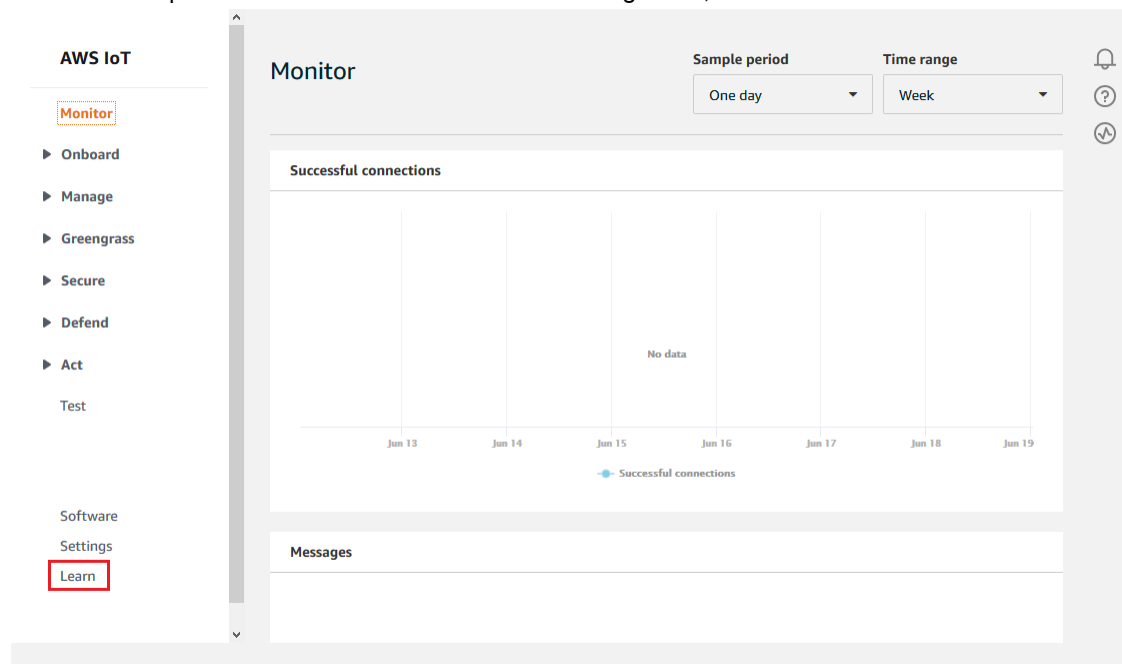 AWS IoT
Monitor
Onboard
Manage
Greengrass
Secure
Defend
Act
Test
Software
Settings
Learn
Monitor
Sample period
One day
Time range
Week
Successful connections
No data
Jun 13 Jun 14 Jun 15 Jun 16 Jun 17 Jun 18 Jun 19
Successful connections
Messages